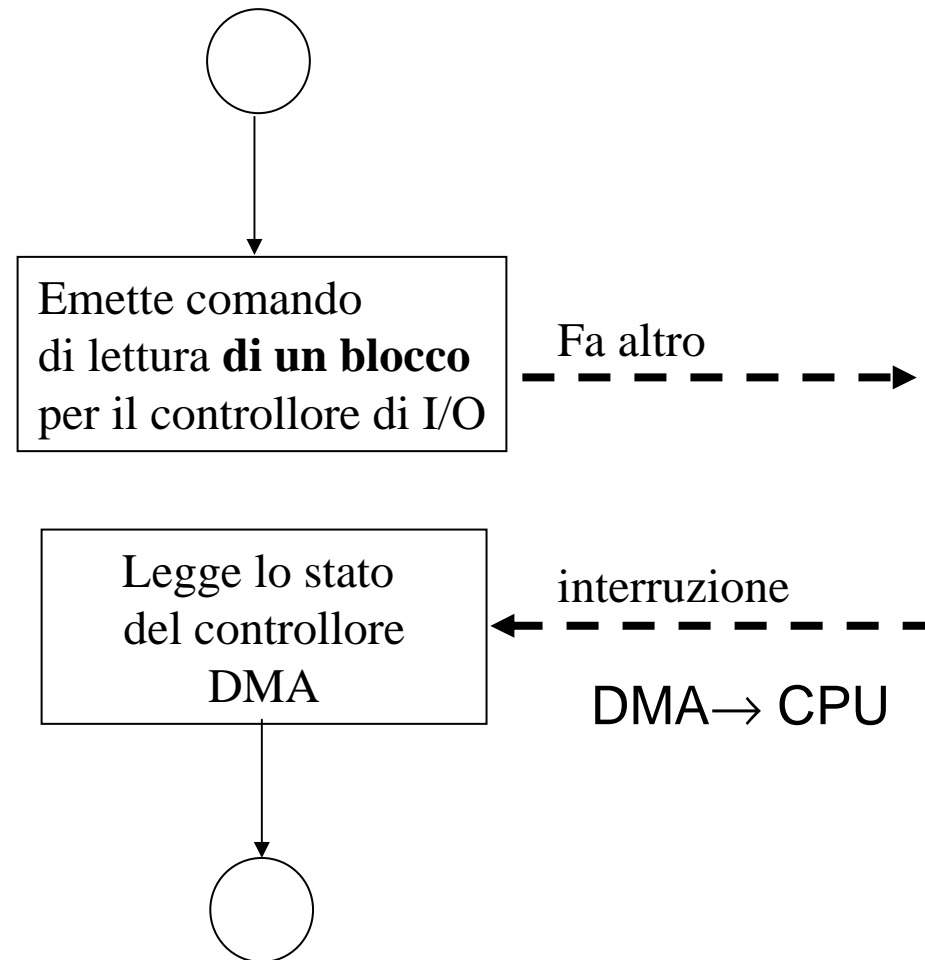 Emette comando
di lettura di un blocco
per il controllore di I/O
Fa altro
Legge lo stato
del controllore
DMA
interruzione
DMA→ CPU